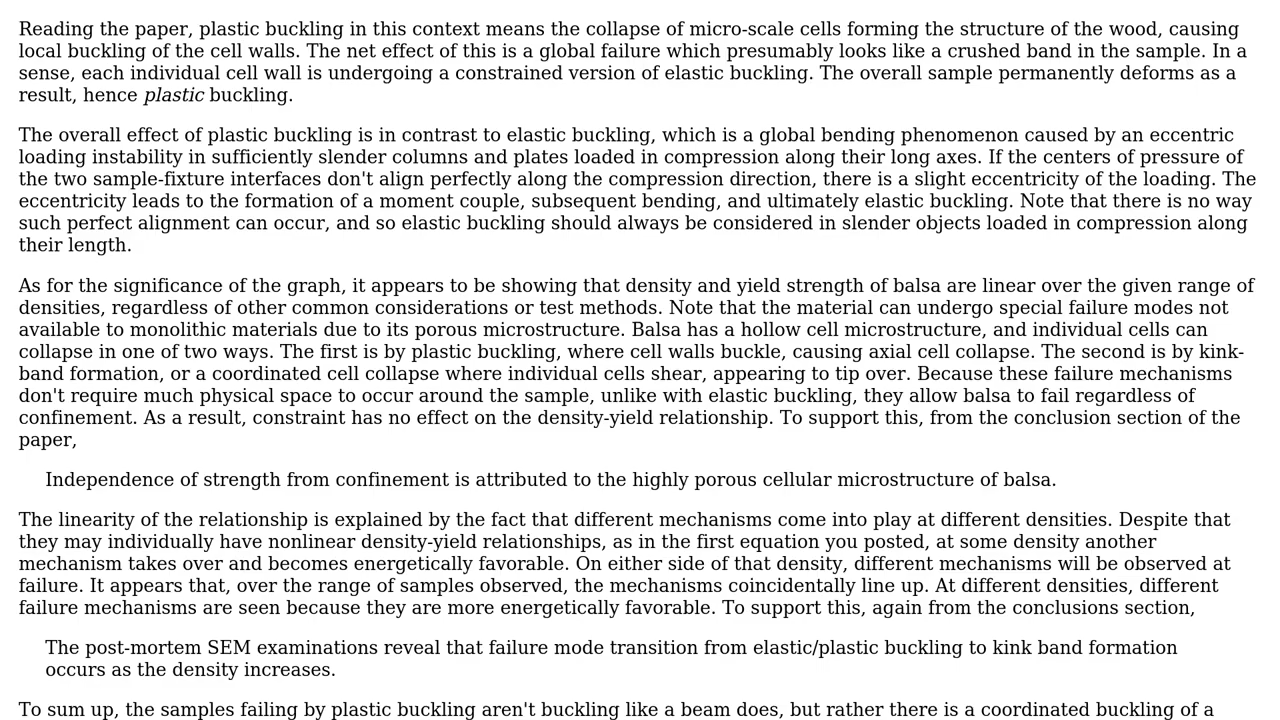 Reading the paper, plastic buckling in this context means the collapse of micro-scale cells forming the structure of the wood, causing
local buckling of the cell walls. The net effect of this is a global failure which presumably looks like a crushed band in the sample. In a
sense, each individual cell wall is undergoing a constrained version of elastic buckling. The overall sample permanently deforms as a
result, hence plastic buckling.
The overall effect of plastic buckling is in contrast to elastic buckling, which is a global bending phenomenon caused by an eccentric
loading instability in sufficiently slender columns and plates loaded in compression along their long axes. If the centers of pressure of
the two sample-fixture interfaces don't align perfectly along the compression direction, there is a slight eccentricity of the loading. The
eccentricity leads to the formation of a moment couple, subsequent bending, and ultimately elastic buckling. Note that there is no way
such perfect alignment can occur, and so elastic buckling should always be considered in slender objects loaded in compression along
their length.
As for the significance of the graph, it appears to be showing that density and yield strength of balsa are linear over the given range of
densities, regardless of other common considerations or test methods. Note that the material can undergo special failure modes not
available to monolithic materials due to its porous microstructure. Balsa has a hollow cell microstructure, and individual cells can
collapse in one of two ways. The first is by plastic buckling, where cell walls buckle, causing axial cell collapse. The second is by kink-
band formation, or a coordinated cell collapse where individual cells shear, appearing to tip over. Because these failure mechanisms
don't require much physical space to occur around the sample, unlike with elastic buckling, they allow balsa to fail regardless of
confinement. As a result, constraint has no effect on the density-yield relationship. To support this, from the conclusion section of the
paper,
Independence of strength from confinement is attributed to the highly porous cellular microstructure of balsa.
The linearity of the relationship is explained by the fact that different mechanisms come into play at different densities. Despite that
they may individually have nonlinear density-yield relationships, as in the first equation you posted, at some density another
mechanism takes over and becomes energetically favorable. On either side of that density, different mechanisms will be observed at
failure. It appears that, over the range of samples observed, the mechanisms coincidentally line up. At different densities, different
failure mechanisms are seen because they are more energetically favorable. To support this, again from the conclusions section,
The post-mortem SEM examinations reveal that failure mode transition from elastic/plastic buckling to kink band formation
occurs as the density increases.
To sum up, the samples failing by plastic buckling aren't buckling like a beam does, but rather there is a coordinated buckling of a